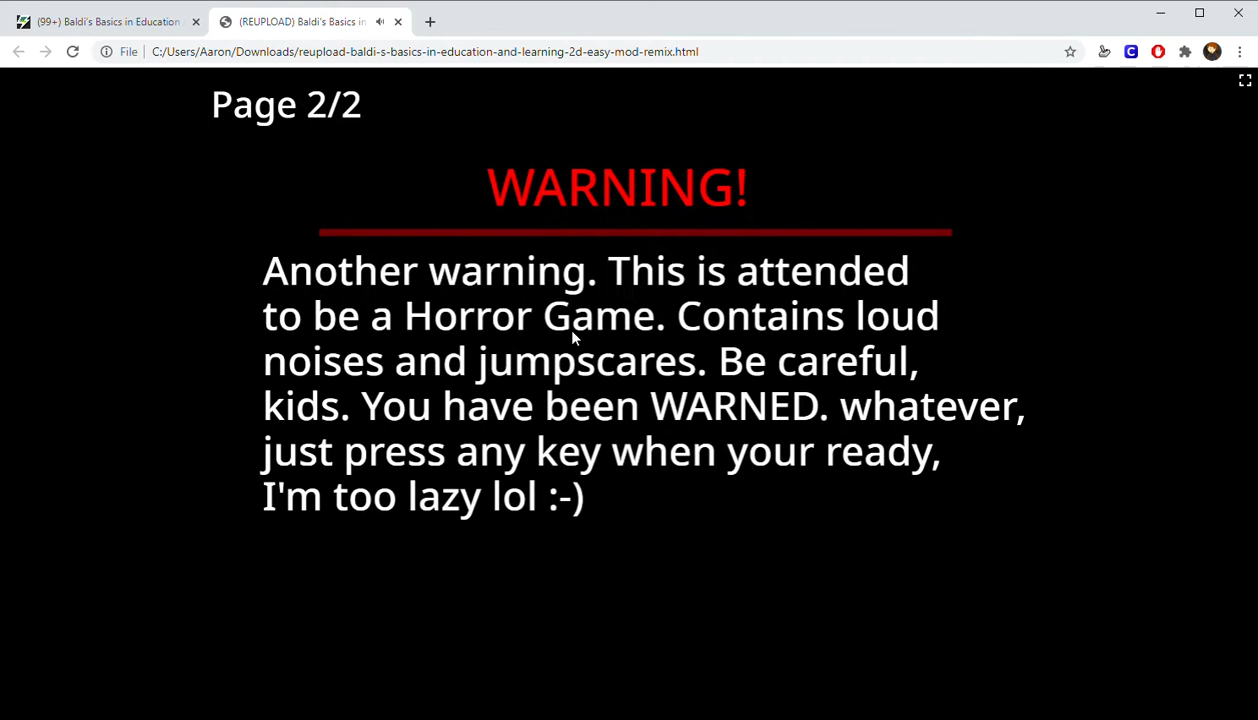 (99+) Baldi's Basics in Education
(REUPLOAD) Baldi's Basics in
File
C:/Users/Aaron/Downloads/reupload-baldi-s-basics-in-education-and-learning-2d-easy-mod-remix.html
Page 2/2
WARNING!
Another warning. This is attended
to be a Horror Game. Contains loud
noises and jumpscares. Be careful,
kids. You have been WARNED. whatever,
just press any key when your ready,
I'm too lazy lol :-)